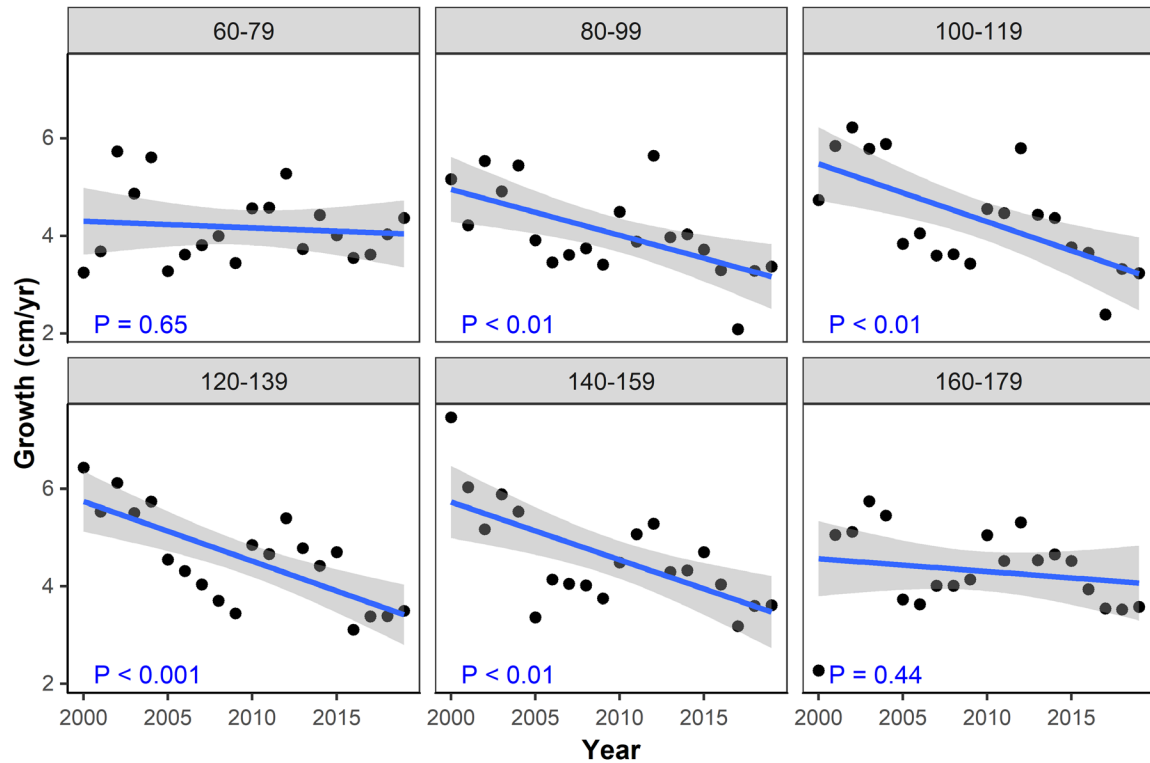 60-79
80-99
100-119
6
4
2
P = 0.65
P < 0.01
P < 0.01
Growth (cm/yr)
120-139
140-159
160-179
6
4
2
P < 0.001
P < 0.01
P = 0.44
2000 2005 2010 2015
2000 2005 2010 2015
2000 2005 2010 2015
Year